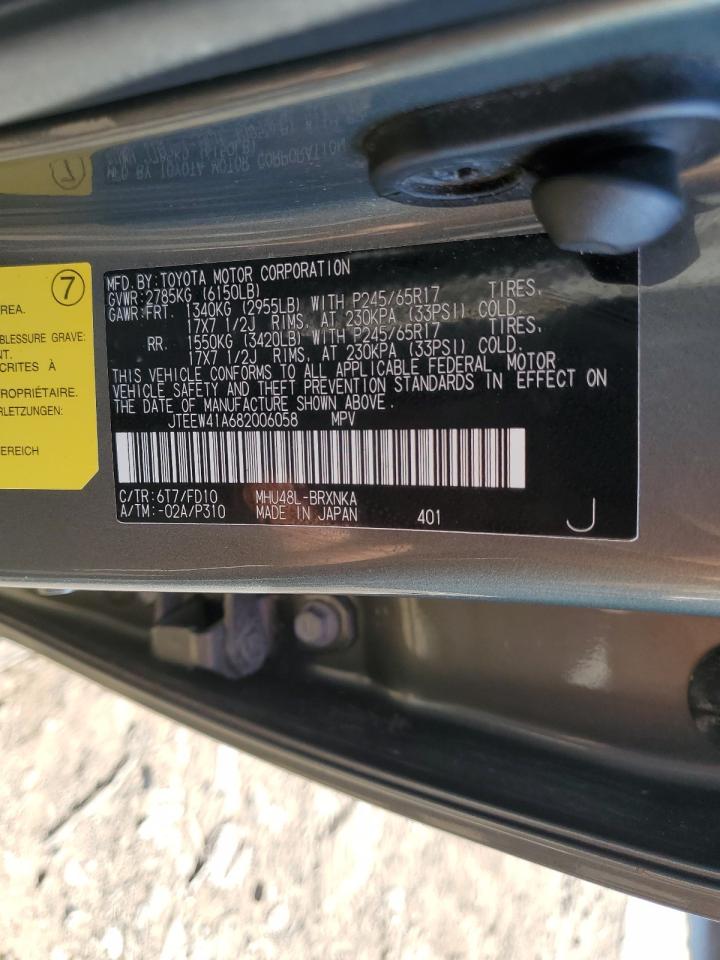 7
AREA.
BLESSURE GRAVE:
NT.
CRITES À
PROPRIÉTAIRE.
RLETZUNGEN:
EREICH
MFD.BY:TOYOTA MOTOR CORPORATION
GVWR:2785KG (6150LB)
GAWR:FRT. 1340KG (2955LB) WITH P245/65R17 TIRES,
17X7 1/2J RIMS, AT 230KPA (33PSI) COLD.
RR. 1550KG (3420LB) WITH P245/65R17 TIRES,
17X7 1/2J RIMS, AT 230KPA (33PSI) COLD.
THIS VEHICLE CONFORMS TO ALL APPLICABLE FEDERAL MOTOR
VEHICLE SAFETY AND THEFT PREVENTION STANDARDS IN EFFECT ON
THE DATE OF MANUFACTURE SHOWN ABOVE.
JTEEW41A682006058 MPV
C/TR:6T7/FD10 MHU48L-BRXNKA
A/TM:-02A/P310 MADE IN JAPAN 401 J